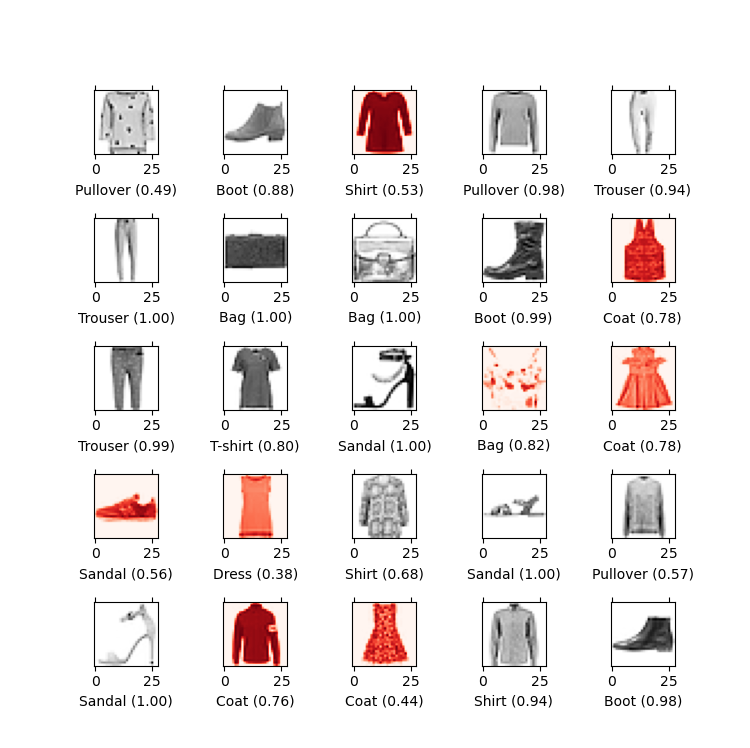 0 25 0 25 0 25 0 25 0 25
Pullover (0.49) Boot (0.88) Shirt (0.53) Pullover (0.98) Trouser (0.94)
0 25 0 25 0 25 0 25 0 25
Trouser (1.00) Bag (1.00) Bag (1.00) Boot (0.99) Coat (0.78)
0 25 0 25 0 25 0 25 0 25
Trouser (0.99) T-shirt (0.80) Sandal (1.00) Bag (0.82) Coat (0.78)
0 25 0 25 0 25 0 25 0 25
Sandal (0.56) Dress (0.38) Shirt (0.68) Sandal (1.00) Pullover (0.57)
0 25 0 25 0 25 0 25 0 25
Sandal (1.00) Coat (0.76) Coat (0.44) Shirt (0.94) Boot (0.98)